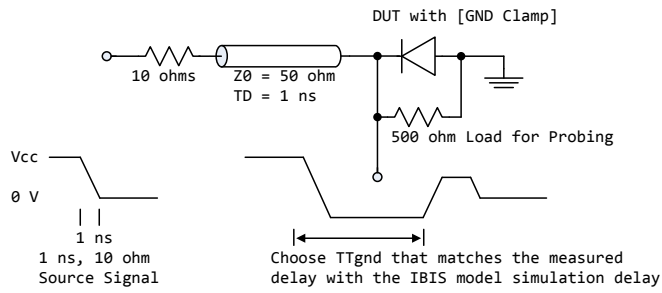 DUT with [GND Clamp]
10 ohms
Z0 = 50 ohm
TD = 1 ns
500 ohm Load for Probing
Vcc
0 V
1 ns
1 ns, 10 ohm
Source Signal
Choose TTgnd that matches the measured
delay with the IBIS model simulation delay